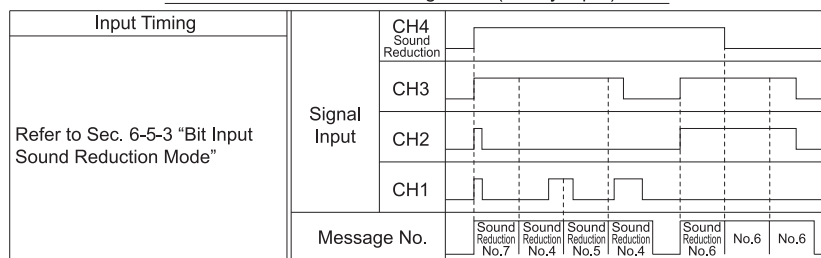 Input Timing
Refer to Sec. 6-5-3 “Bit Input
Sound Reduction Mode”
Signal
Input
CH4
Sound
Reduction
CH3
CH2
CH1
Message No.
Sound
Reduction
No.7
Sound
Reduction
No.4
Sound
Reduction
No.5
Sound
Reduction
No.4
Sound
Reduction
No.6
No.6
No.6